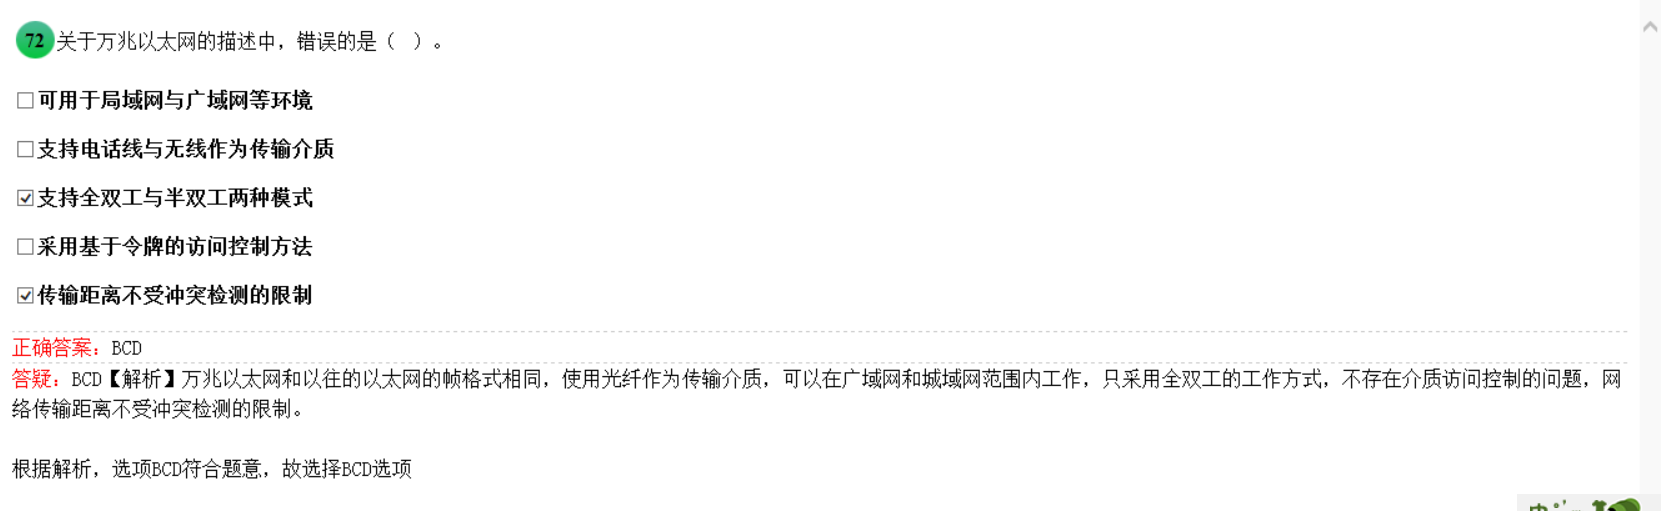 72 关于万兆以太网的描述中，错误的是（ ）。
可用于局域网与广域网等环境
支持电话线与无线作为传输介质
支持全双工与半双工两种模式
采用基于令牌的访问控制方法
传输距离不受冲突检测的限制
正确答案：BCD
答疑：BCD【解析】万兆以太网和以往的以太网的帧格式相同，使用光纤作为传输介质，可以在广域网和城域网范围内工作，只采用全双工的工作方式，不存在介质访问控制的问题，网
络传输距离不受冲突检测的限制。
根据解析，选项BCD符合题意，故选择BCD选项